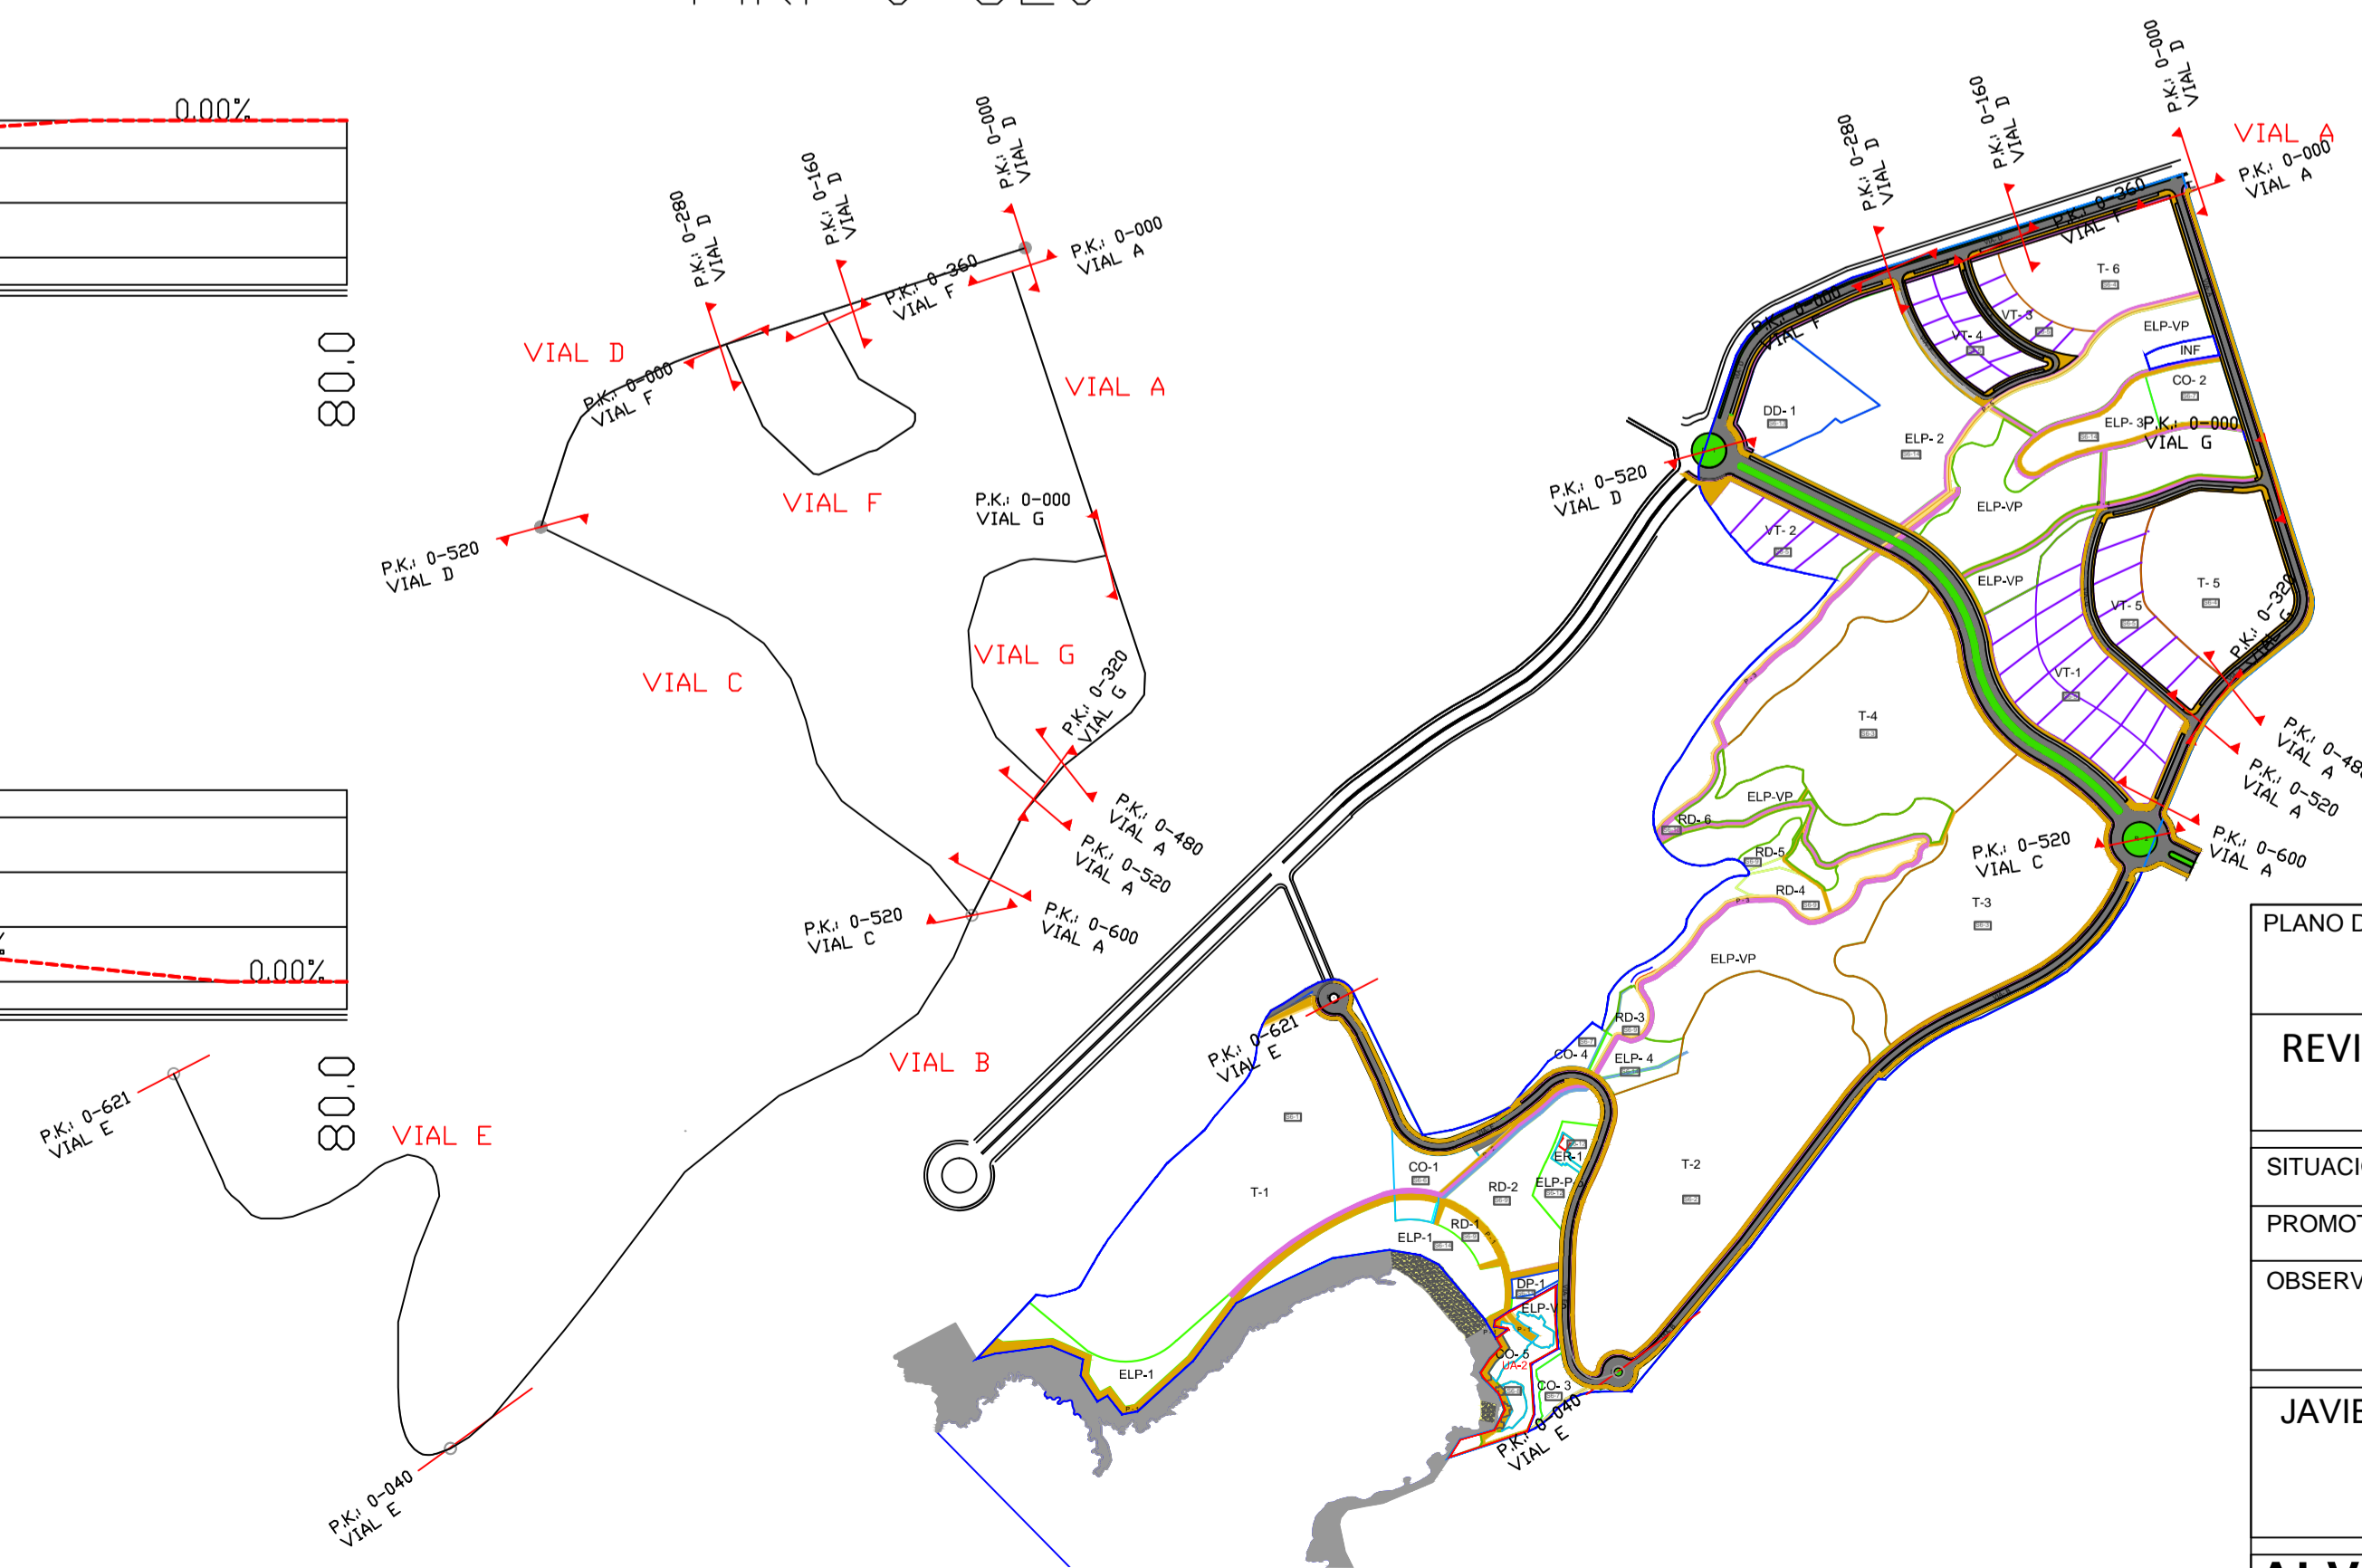 0.00%
80.0
0.00%
80.0
P.K.: 0-000
VIAL D
P.K.: 0-160
VIAL D
P.K.: 0-280
VIAL D
P.K.: 0-000
VIAL A
P.K.: 0-360
VIAL F
VIAL D
P.K.: 0-000
VIAL F
VIAL A
VIAL F
P.K.: 0-000
VIAL G
P.K.: 0-520
VIAL D
VIAL G
VIAL C
P.K.: 0-320
VIAL G
P.K.: 0-480
VIAL A
P.K.: 0-520
VIAL A
P.K.: 0-600
VIAL A
P.K.: 0-520
VIAL C
VIAL B
P.K.: 0-621
VIAL E
VIAL E
P.K.: 0-040
VIAL E
P.K.: 0-000
VIAL D
P.K.: 0-160
VIAL D
P.K.: 0-280
VIAL D
VIAL A
P.K.: 0-000
VIAL A
P.K.: 0-360
VIAL F
T-6
VT-3
VT-4
ELP-VP
INF
CO-2
P.K.: 0-000
VIAL F
DD-1
ELP-2
ELP-3
P.K.: 0-000
VIAL G
P.K.: 0-520
VIAL D
ELP-VP
VT-2
ELP-VP
T-5
VT-5
P.K.: 0-320
VIAL G
VT-1
T-4
P.K.: 0-480
VIAL A
P.K.: 0-520
VIAL A
ELP-VP
RD-6
P.K.: 0-600
VIAL A
P.K.: 0-520
VIAL C
RD-5
RD-4
P-3
T-3
ELP-VP
RD-3
P.K.: 0-621
VIAL E
CO-4
ELP-4
ER-1
T-2
CO-1
RD-2
T-1
RD-1
ELP-1
DP-1
CO-5
UA-2
ELP-1
P-1
CO-3
P.K.: 0-040
VIAL E
PLANO D
REVI
PROMOT
OBSERV
JAVIE